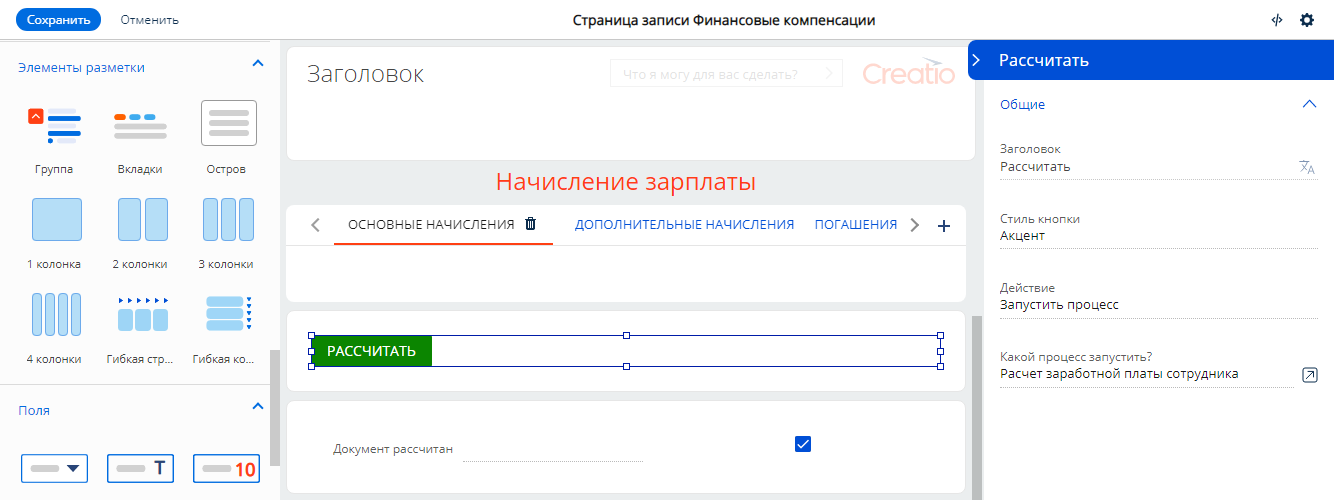 Сохранить
Отменить
Страница записи Финансовые компенсации
Элементы разметки
Группа
Вкладки
Остров
1 колонка
2 колонки
3 колонки
4 колонки
Гибкая стр...
Гибкая ко...
Поля
T
10
Заголовок
Что я могу для вас сделать?
Creatio
Начисление зарплаты
ОСНОВНЫЕ НАЧИСЛЕНИЯ
ДОПОЛНИТЕЛЬНЫЕ НАЧИСЛЕНИЯ
ПОГАШЕНИЯ
РАССЧИТАТЬ
Документ рассчитан
Рассчитать
Общие
Заголовок
Рассчитать
Стиль кнопки
Акцент
Действие
Запустить процесс
Какой процесс запустить?
Расчет заработной платы сотрудника